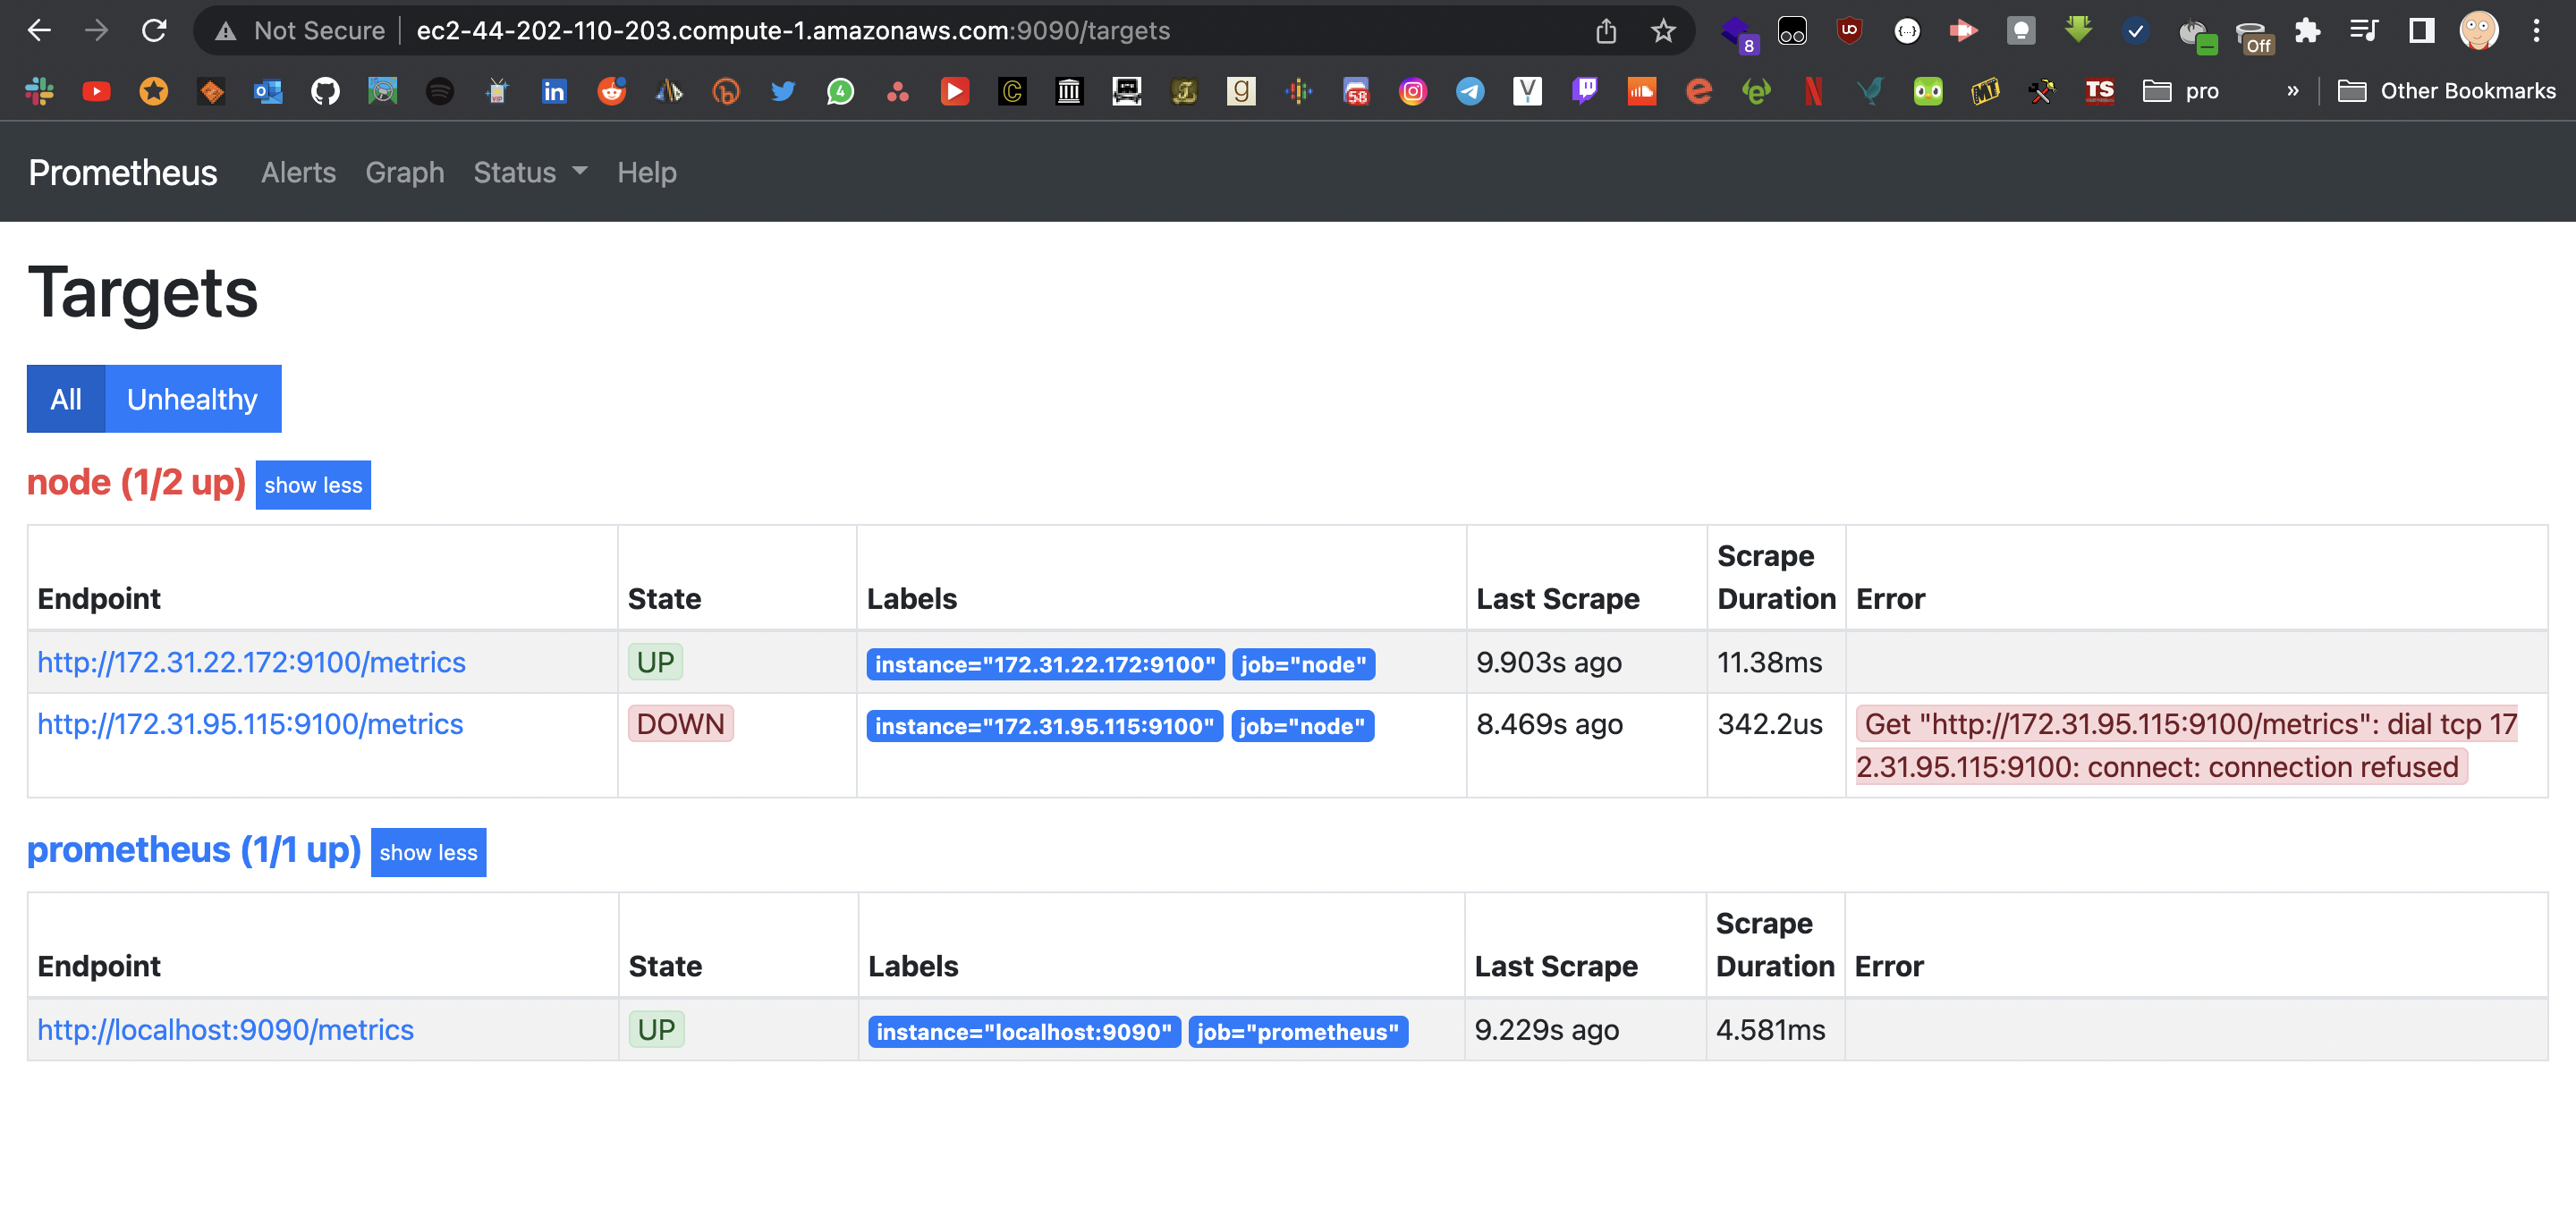 Not Secure | ec2-44-202-110-203.compute-1.amazonaws.com:9090/targets
8
UO
Off
4
58
TS
pro
»
Other Bookmarks
Prometheus Alerts Graph Status Help
Targets
All Unhealthy
node (1/2 up) show less
Endpoint State Labels Last Scrape Scrape Duration Error
http://172.31.22.172:9100/metrics UP instance="172.31.22.172:9100" job="node" 9.903s ago 11.38ms
http://172.31.95.115:9100/metrics DOWN instance="172.31.95.115:9100" job="node" 8.469s ago 342.2us Get "http://172.31.95.115:9100/metrics": dial tcp 17
2.31.95.115:9100: connect: connection refused
prometheus (1/1 up) show less
Endpoint State Labels Last Scrape Scrape Duration Error
http://localhost:9090/metrics UP instance="localhost:9090" job="prometheus" 9.229s ago 4.581ms